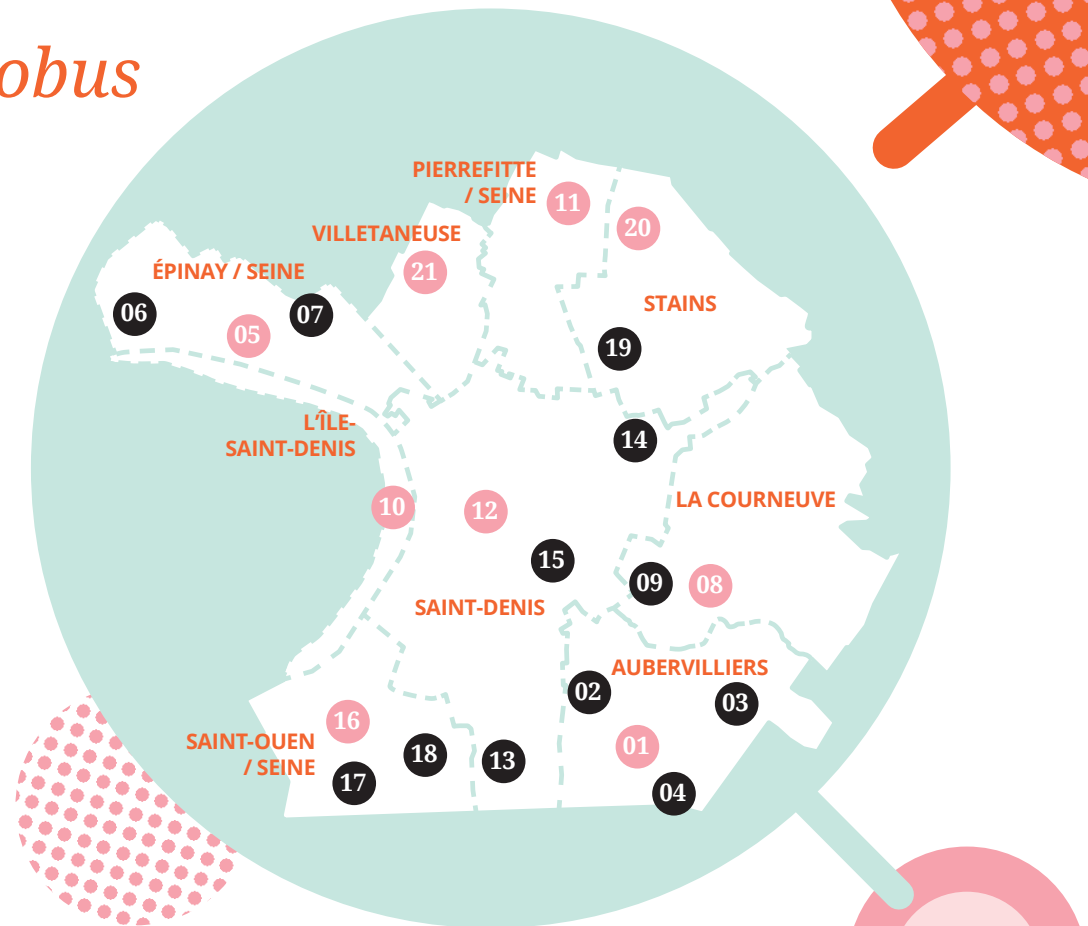 obus
PIERREFITTE
/ SEINE
11
20
VILLETANEUSE
21
ÉPINAY / SEINE
06
05
07
STAINS
19
L'ÎLE-
SAINT-DENIS
14
10
12
LA COURNEUVE
15
09
08
SAINT-DENIS
AUBERVILLIERS
02
03
16
01
SAINT-OUEN
/ SEINE
18
13
17
04